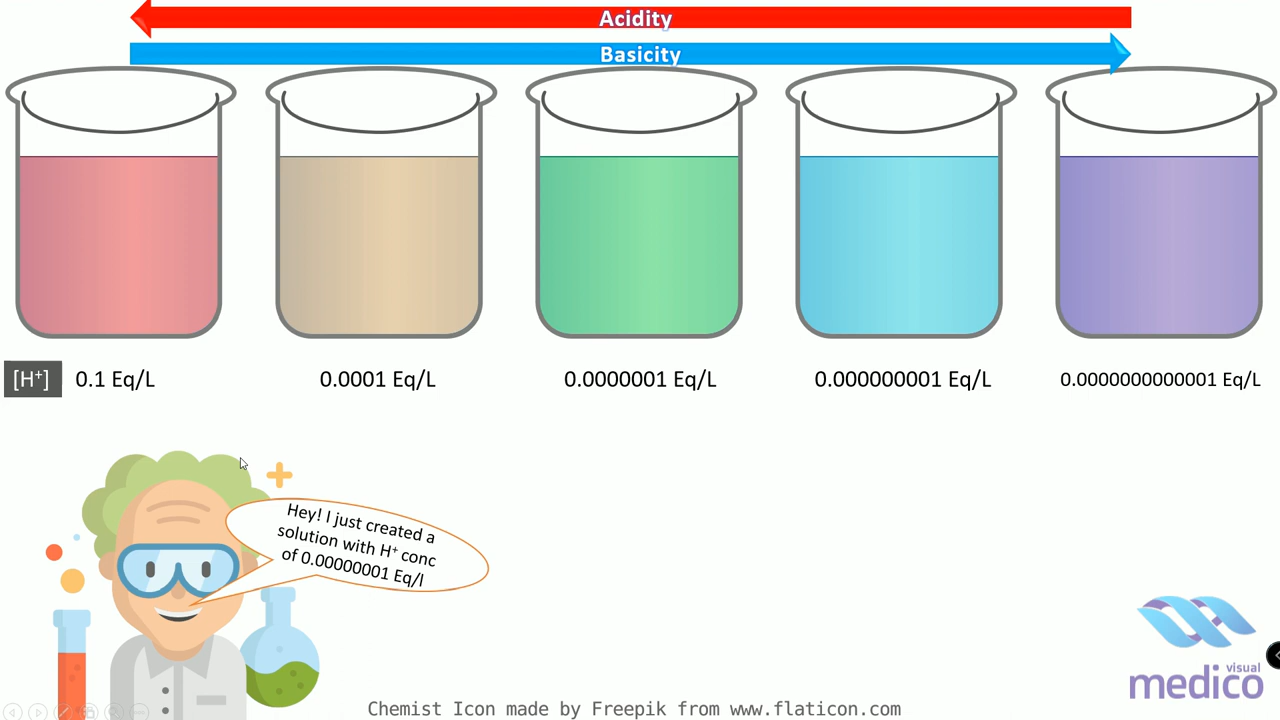 Acidity
Basicity
[H⁺] 0.1 Eq/L 0.0001 Eq/L 0.0000001 Eq/L 0.000000001 Eq/L 0.0000000000001 Eq/L
Hey! I just created a
solution with H⁺ conc
of 0.00000001 Eq/l
visual
medico
Chemist Icon made by Freepik from www.flaticon.com